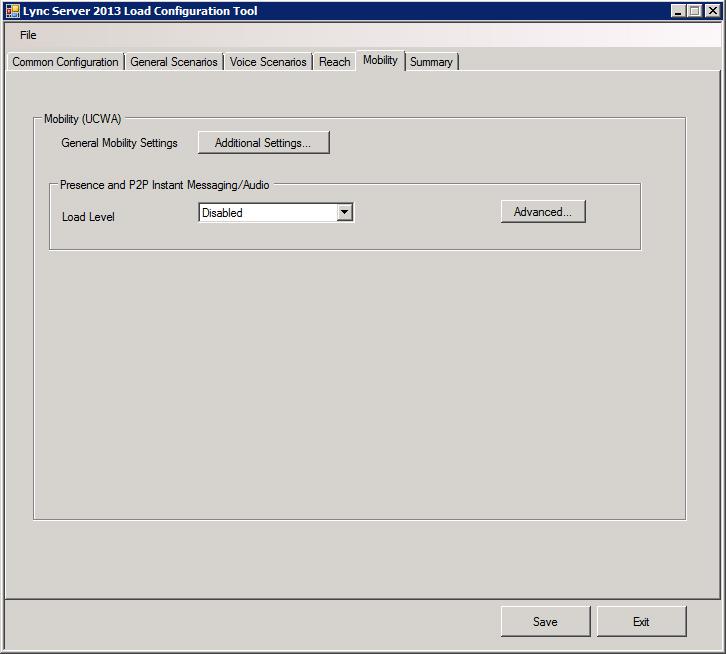 Lync Server 2013 Load Configuration Tool
File
Common Configuration General Scenarios Voice Scenarios Reach Mobility Summary
Mobility (UCWA)
General Mobility Settings Additional Settings...
Presence and P2P Instant Messaging/Audio
Load Level Disabled Advanced...
Save Exit